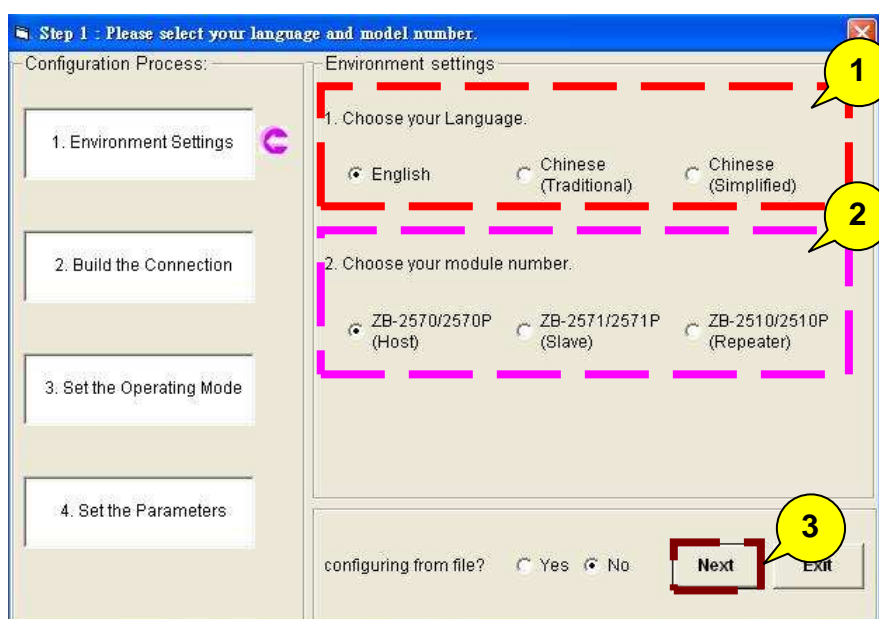 Step 1 : Please select your language and model number.
Configuration Process:
1. Environment Settings
2. Build the Connection
3. Set the Operating Mode
4. Set the Parameters
Environment settings
1
1. Choose your Language.
English
Chinese
(Traditional)
Chinese
(Simplified)
2
2. Choose your module number.
ZB-2570/2570P
(Host)
ZB-2571/2571P
(Slave)
ZB-2510/2510P
(Repeater)
3
configuring from file?
Yes
No
Next
Exit